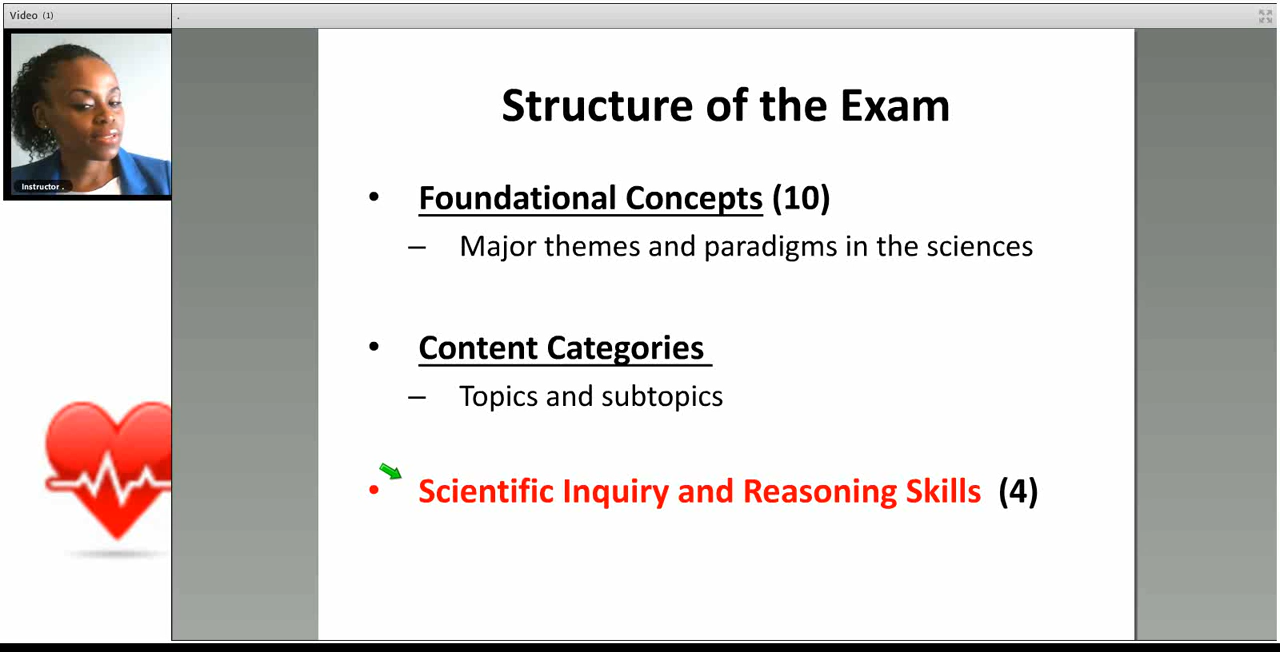 Video (1)
.
Instructor .
Structure of the Exam
• Foundational Concepts (10)
– Major themes and paradigms in the sciences
• Content Categories
– Topics and subtopics
• Scientific Inquiry and Reasoning Skills (4)